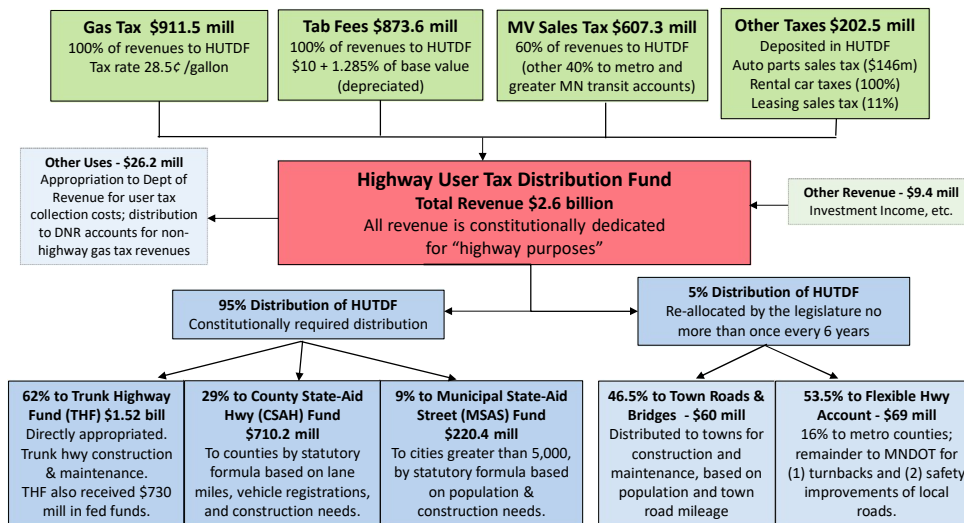 Gas Tax $911.5 mill
100% of revenues to HUTDF
Tax rate 28.5¢ /gallon
Tab Fees $873.6 mill
100% of revenues to HUTDF
$10 + 1.285% of base value
(depreciated)
MV Sales Tax $607.3 mill
60% of revenues to HUTDF
(other 40% to metro and
greater MN transit accounts)
Other Taxes $202.5 mill
Deposited in HUTDF
Auto parts sales tax ($146m)
Rental car taxes (100%)
Leasing sales tax (11%)
Other Uses - $26.2 mill
Appropriation to Dept of
Revenue for user tax
collection costs; distribution
to DNR accounts for non-
highway gas tax revenues
Highway User Tax Distribution Fund
Total Revenue $2.6 billion
All revenue is constitutionally dedicated
for “highway purposes”
Other Revenue - $9.4 mill
Investment Income, etc.
95% Distribution of HUTDF
Constitutionally required distribution
5% Distribution of HUTDF
Re-allocated by the legislature no
more than once every 6 years
62% to Trunk Highway
Fund (THF) $1.52 bill
Directly appropriated.
Trunk hwy construction
& maintenance.
THF also received $730
mill in fed funds.
29% to County State-Aid
Hwy (CSAH) Fund
$710.2 mill
To counties by statutory
formula based on lane
miles, vehicle registrations,
and construction needs.
9% to Municipal State-Aid
Street (MSAS) Fund
$220.4 mill
To cities greater than 5,000,
by statutory formula based
on population &
construction needs.
46.5% to Town Roads &
Bridges - $60 mill
Distributed to towns for
construction and
maintenance, based on
population and town
road mileage
53.5% to Flexible Hwy
Account - $69 mill
16% to metro counties;
remainder to MNDOT for
(1) turnbacks and (2) safety
improvements of local
roads.